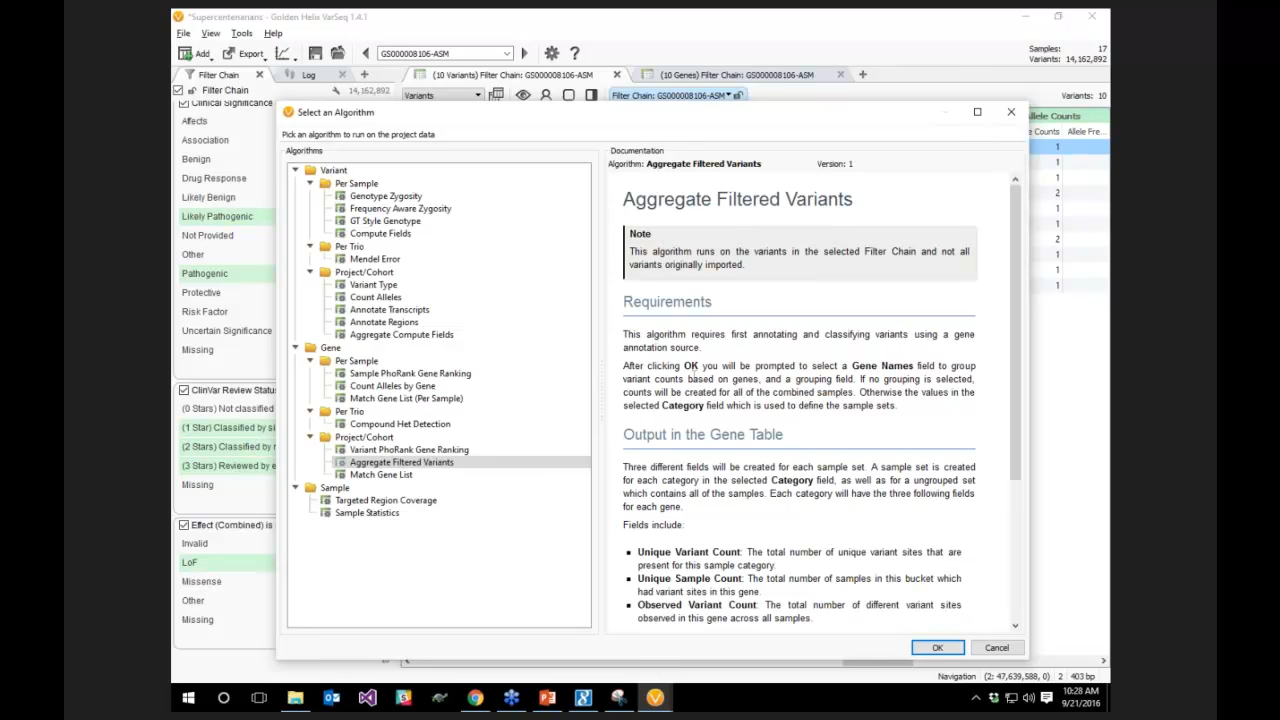 *Supercentenarians - Golden Helix VarSeq 1.4.1
File View Tools Help
Add Export GS000008106-ASM
Samples: 17
Variants: 14,162,892
Filter Chain Log (10 Variants) Filter Chain: GS000008106-ASM (10 Genes) Filter Chain: GS000008106-ASM
Filter Chain 14,162,892 Variants Filter Chain: GS000008106-ASM Variants: 10
Clinical Significance
Affects
Association
Benign
Drug Response
Likely Benign
Likely Pathogenic
Not Provided
Other
Pathogenic
Protective
Risk Factor
Uncertain Significance
Missing
ClinVar Review Statu
(0 Stars) Not classified
(1 Star) Classified by si
(2 Stars) Classified by
(3 Stars) Reviewed by e
Missing
Effect (Combined) is
Invalid
LoF
Missense
Other
Missing
Select an Algorithm
Pick an algorithm to run on the project data
Algorithms
Variant
Per Sample
Genotype Zygosity
Frequency Aware Zygosity
GT Style Genotype
Compute Fields
Per Trio
Mendel Error
Project/Cohort
Variant Type
Count Alleles
Annotate Transcripts
Annotate Regions
Aggregate Compute Fields
Gene
Per Sample
Sample PhoRank Gene Ranking
Count Alleles by Gene
Match Gene List (Per Sample)
Per Trio
Compound Het Detection
Project/Cohort
Variant PhoRank Gene Ranking
Aggregate Filtered Variants
Match Gene List
Sample
Targeted Region Coverage
Sample Statistics
Documentation
Algorithm: Aggregate Filtered Variants Version: 1
Aggregate Filtered Variants
Note
This algorithm runs on the variants in the selected Filter Chain and not all
variants originally imported.
Requirements
This algorithm requires first annotating and classifying variants using a gene
annotation source.
After clicking OK you will be prompted to select a Gene Names field to group
variant counts based on genes, and a grouping field. If no grouping is selected,
counts will be created for all of the combined samples. Otherwise the values in the
selected Category field which is used to define the sample sets.
Output in the Gene Table
Three different fields will be created for each sample set. A sample set is created
for each category in the selected Category field, as well as for a ungrouped set
which contains all of the samples. Each category will have the three following fields
for each gene.
Fields include:
Unique Variant Count: The total number of unique variant sites that are
present for this sample category.
Unique Sample Count: The total number of samples in this bucket which
had variant sites in this gene.
Observed Variant Count: The total number of different variant sites
observed in this gene across all samples.
OK Cancel
Allele Counts
Counts Allele Fre...
1
1
1
2
1
1
2
1
1
1
Navigation (2: 47,639,588, 0) 2 403 bp
10:28 AM
9/21/2016